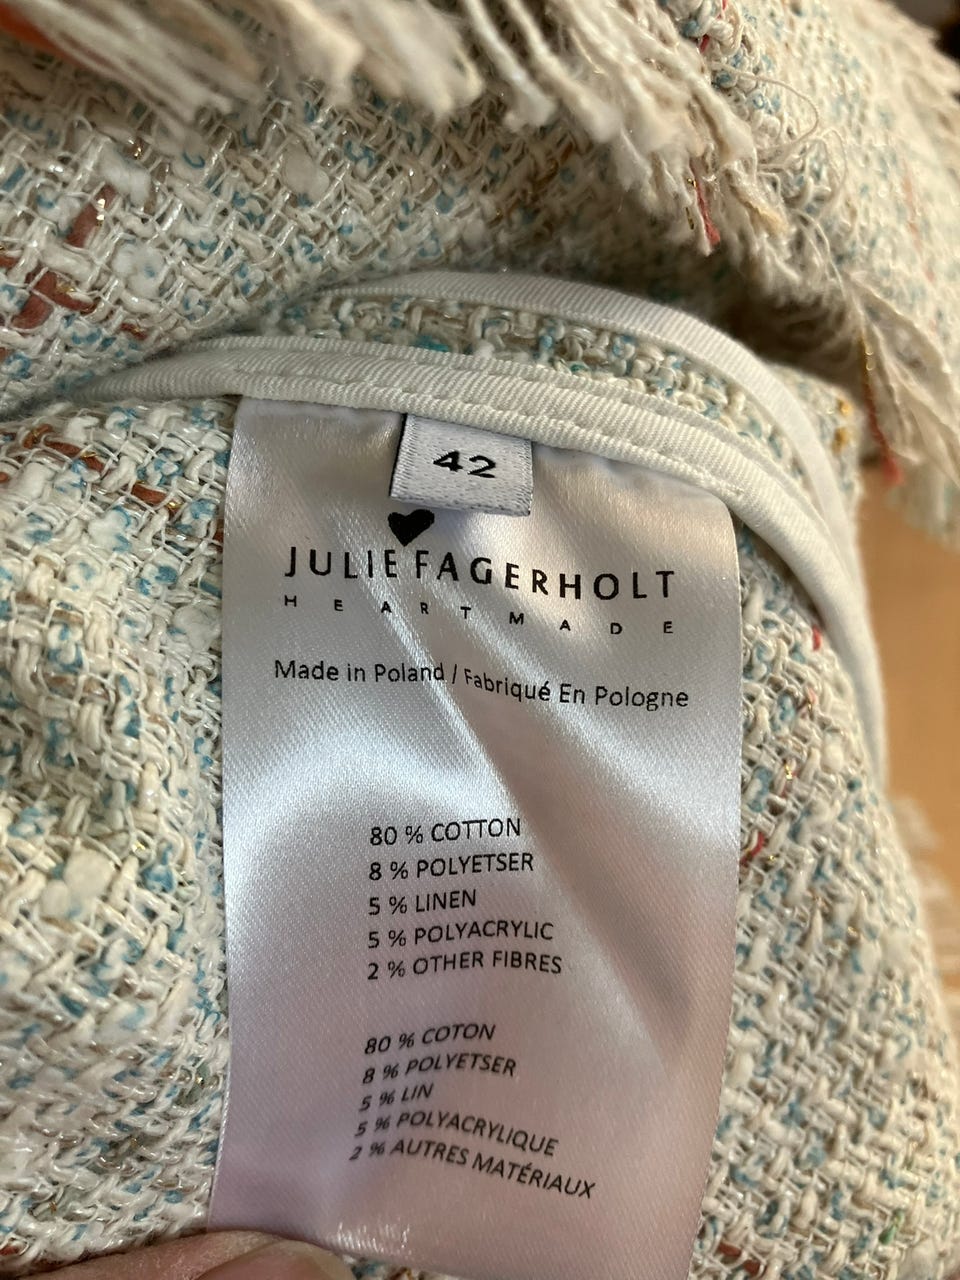 42
JULIE FAGERHOLT
HEARTMADE
Made in Poland / Fabriqué En Pologne
80 % COTTON
8 % POLYETSER
5 % LINEN
5 % POLYACRYLIC
2 % OTHER FIBRES
80 % COTON
8 % POLYETSER
5 % LIN
5 % POLYACRYLIQUE
2 % AUTRES MATÉRIAUX